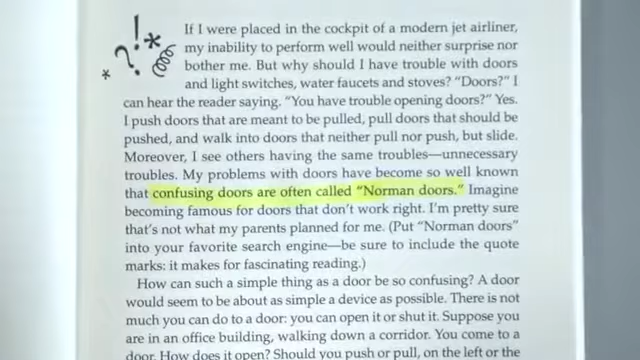 If I were placed in the cockpit of a modern jet airliner,
my inability to perform well would neither surprise nor
bother me. But why should I have trouble with doors
and light switches, water faucets and stoves? “Doors?” I
can hear the reader saying. “You have trouble opening doors?” Yes.
I push doors that are meant to be pulled, pull doors that should be
pushed, and walk into doors that neither pull nor push, but slide.
Moreover, I see others having the same troubles—unnecessary
troubles. My problems with doors have become so well known
that confusing doors are often called “Norman doors.” Imagine
becoming famous for doors that don’t work right. I’m pretty sure
that’s not what my parents planned for me. (Put “Norman doors”
into your favorite search engine—be sure to include the quote
marks: it makes for fascinating reading.)
How can such a simple thing as a door be so confusing? A door
would seem to be about as simple a device as possible. There is not
much you can do to a door: you can open it or shut it. Suppose you
are in an office building, walking down a corridor. You come to a
door. How does it open? Should you push or pull, on the left or the